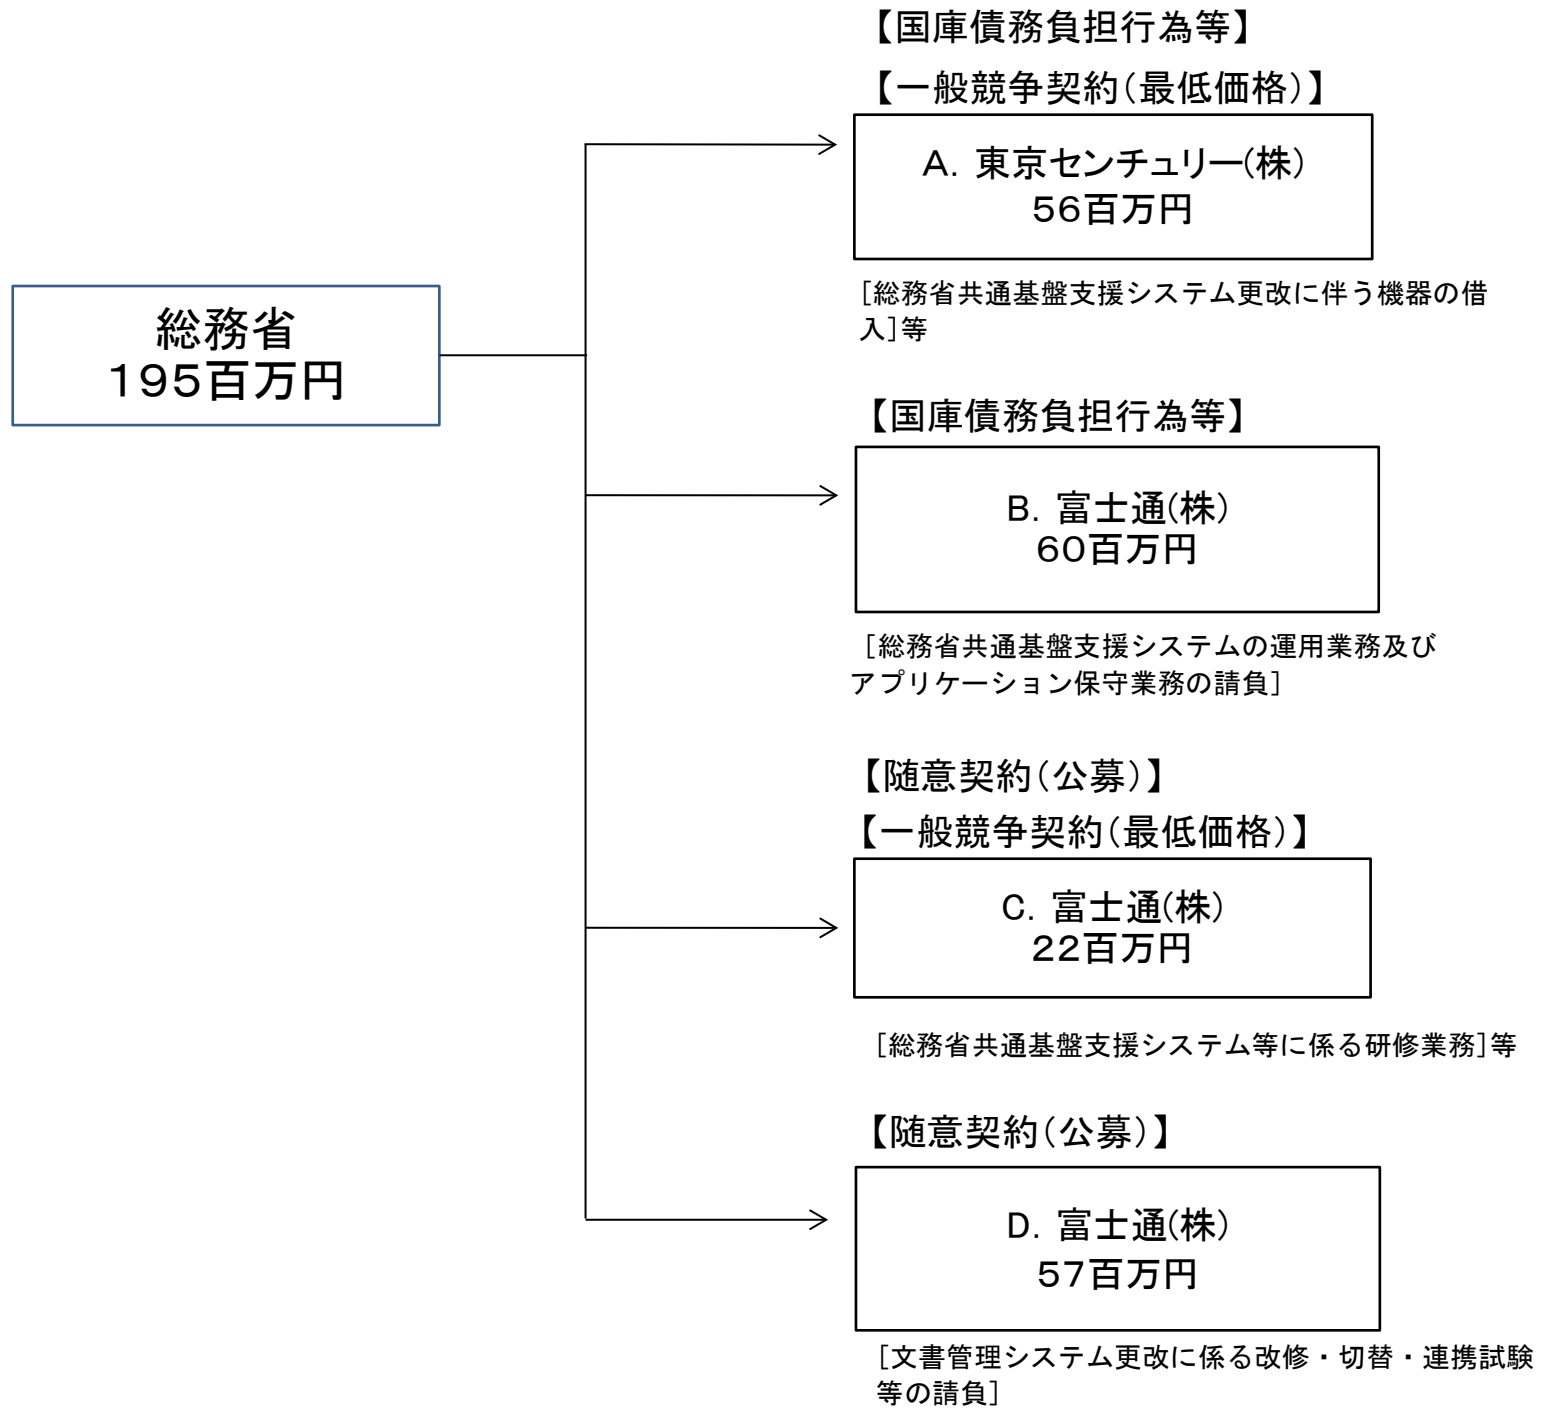 【国庫債務負担行為等】
【一般競争契約(最低価格)】
A. 東京センチュリー(株)
56百万円
[総務省共通基盤支援システム更改に伴う機器の借
入]等
総務省
195百万円
【国庫債務負担行為等】
B. 富士通(株)
60百万円
[総務省共通基盤支援システムの運用業務及び
アプリケーション保守業務の請負]
【随意契約(公募)】
【一般競争契約(最低価格)】
C. 富士通(株)
22百万円
[総務省共通基盤支援システム等に係る研修業務]等
【随意契約(公募)】
D. 富士通(株)
57百万円
[文書管理システム更改に係る改修・切替・連携試験
等の請負]